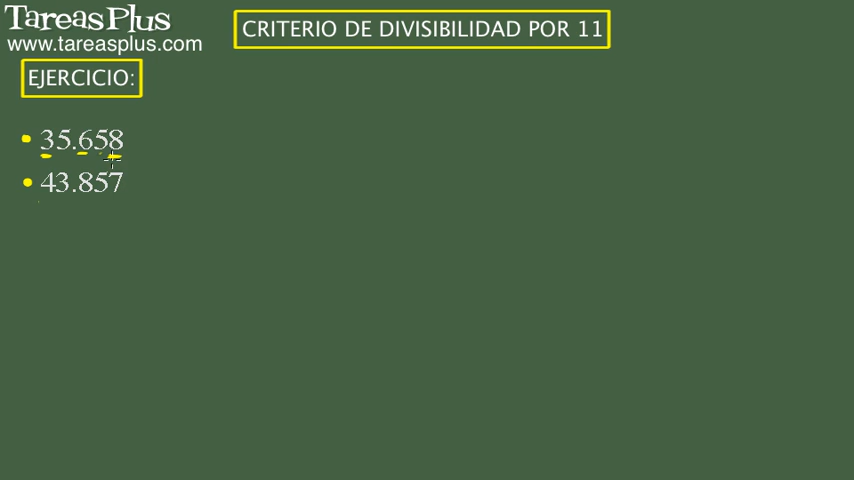 TareasPlus
www.tareasplus.com
CRITERIO DE DIVISIBILIDAD POR 11
EJERCICIO:
• 35.658
• 43.857